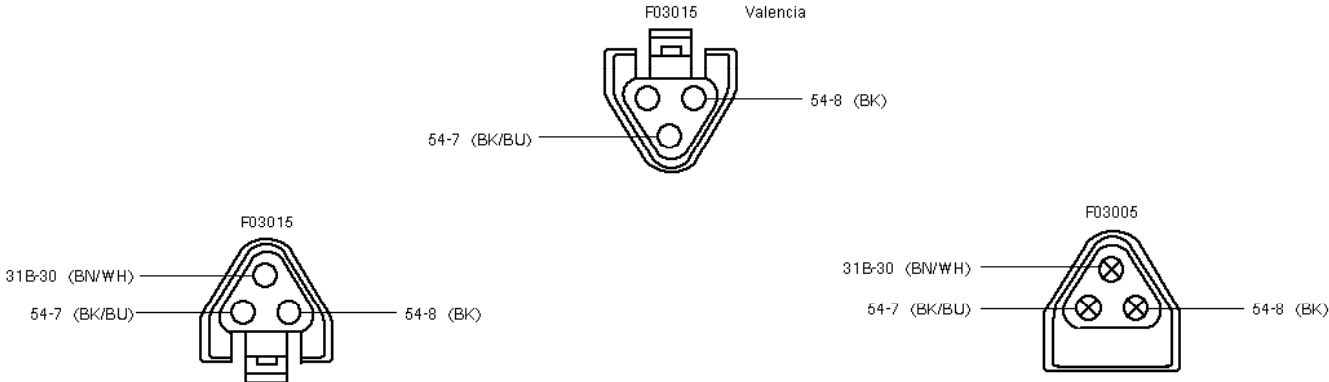 F03015 Valencia
54-8 (BK)
54-7 (BK/BU)
F03015
31B-30 (BN/WH)
54-7 (BK/BU)
54-8 (BK)
F03005
31B-30 (BN/WH)
54-7 (BK/BU)
54-8 (BK)